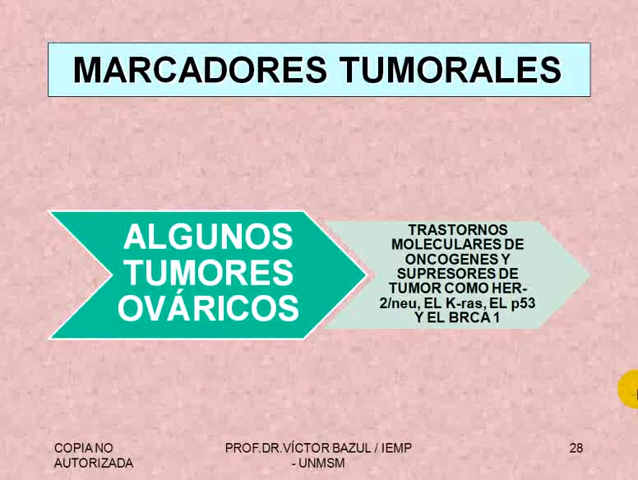 MARCADORES TUMORALES
ALGUNOS
TUMORES
OVÁRICOS
TRASTORNOS
MOLECULARES DE
ONCOGENES Y
SUPRESORES DE
TUMOR COMO HER-
2/neu, EL K-ras, EL p53
Y EL BRCA 1
COPIA NO
AUTORIZADA
PROF.DR.VÍCTOR BAZUL / IEMP
- UNMSM
28